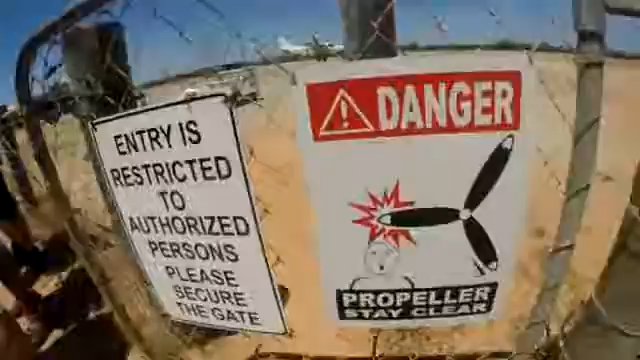 ENTRY IS
RESTRICTED
TO
AUTHORIZED
PERSONS
PLEASE
SECURE
THE GATE
DANGER
PROPELLER
STAY CLEAR